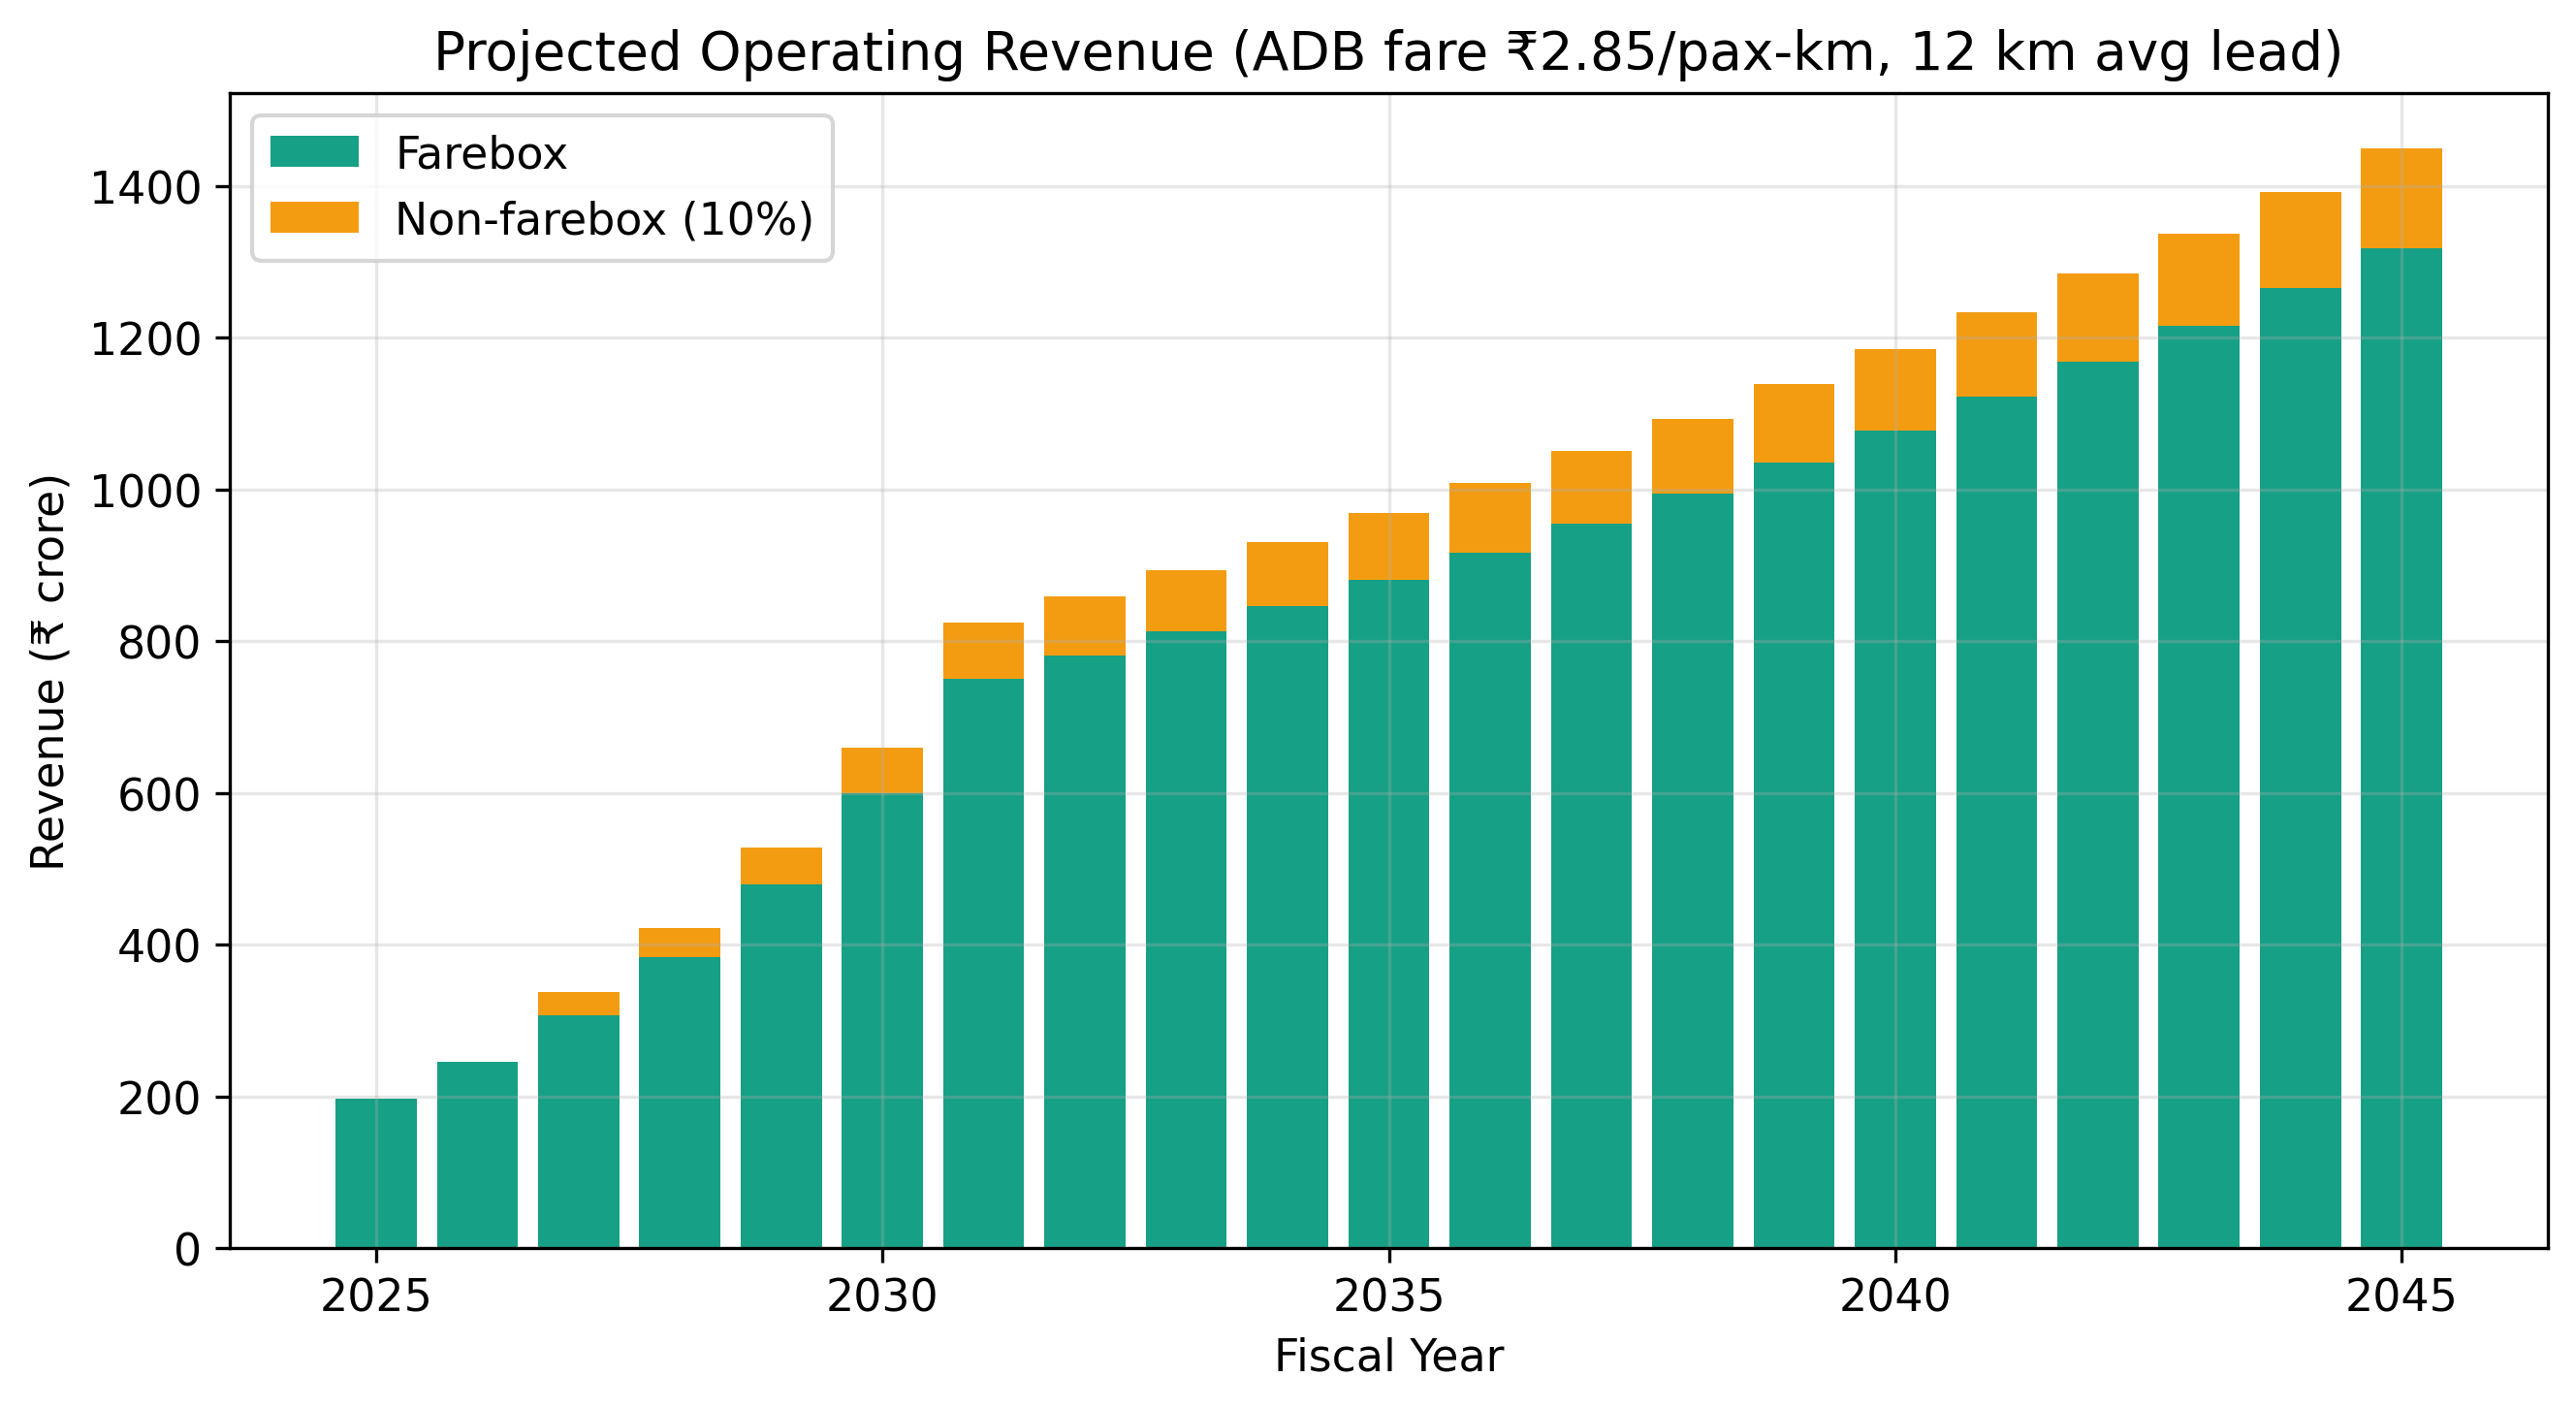 Projected Operating Revenue (ADB fare ₹2.85/pax-km, 12 km avg lead)
Farebox
Non-farebox (10%)
Revenue (₹ crore)
1400
1200
1000
800
600
400
200
0
2025 2030 2035 2040 2045
Fiscal Year